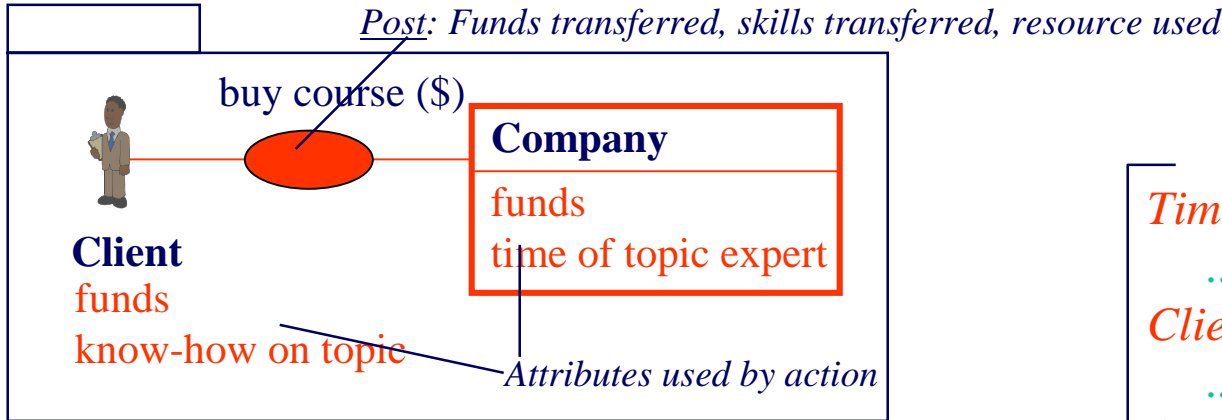 Post: Funds transferred, skills transferred, resource used
buy course ($)
Company
funds
time of topic expert
Client
funds
know-how on topic
Attributes used by action
..
..